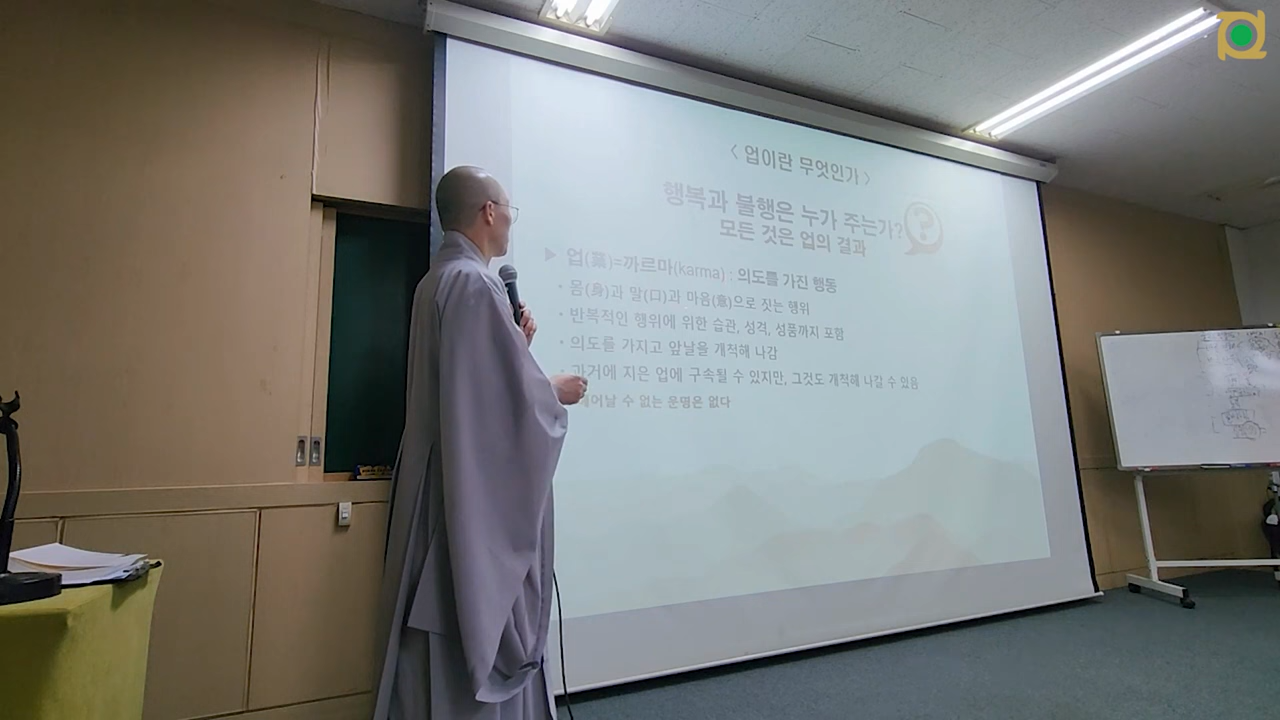 < 업이란 무엇인가 >
행복과 불행은 누가 주는가?
모든 것은 업의 결과
▶ 업(業)=까르마(karma) : 의도를 가진 행동
· 몸(身)과 말(口)과 마음(意)으로 짓는 행위
· 반복적인 행위에 위한 습관, 성격, 성품까지 포함
· 의도를 가지고 앞날을 개척해 나감
· 과거에 지은 업에 구속될 수 있지만, 그것도 개척해 나갈 수 있음
수 없는 운명은 없다